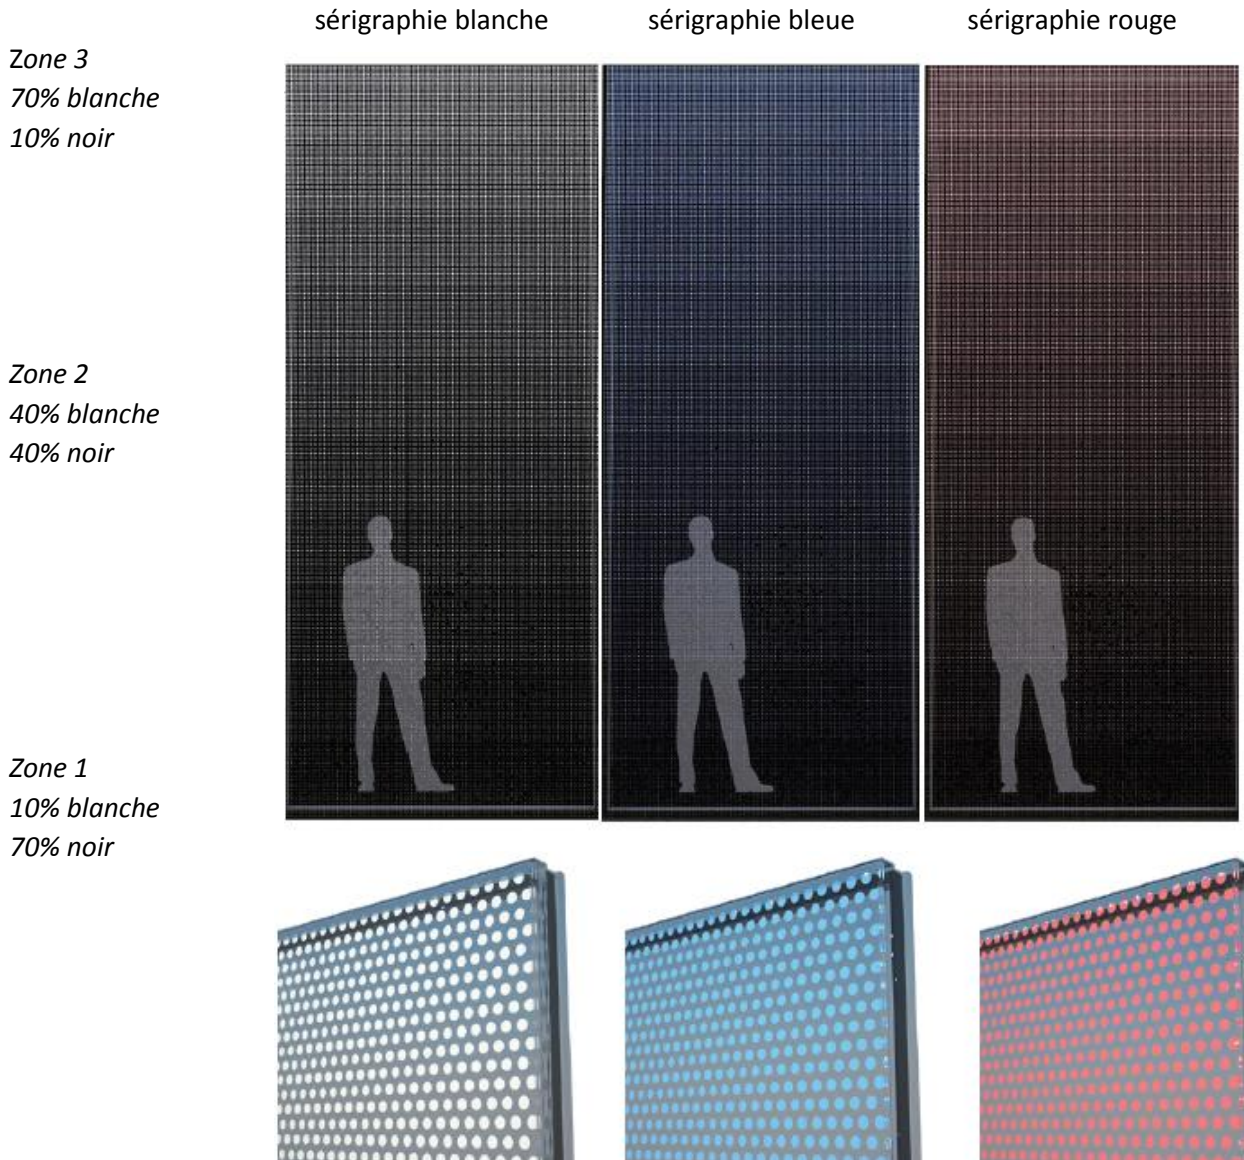 sérigraphie blanche
sérigraphie bleue
sérigraphie rouge
Zone 3
70% blanche
10% noir
Zone 2
40% blanche
40% noir
Zone 1
10% blanche
70% noir